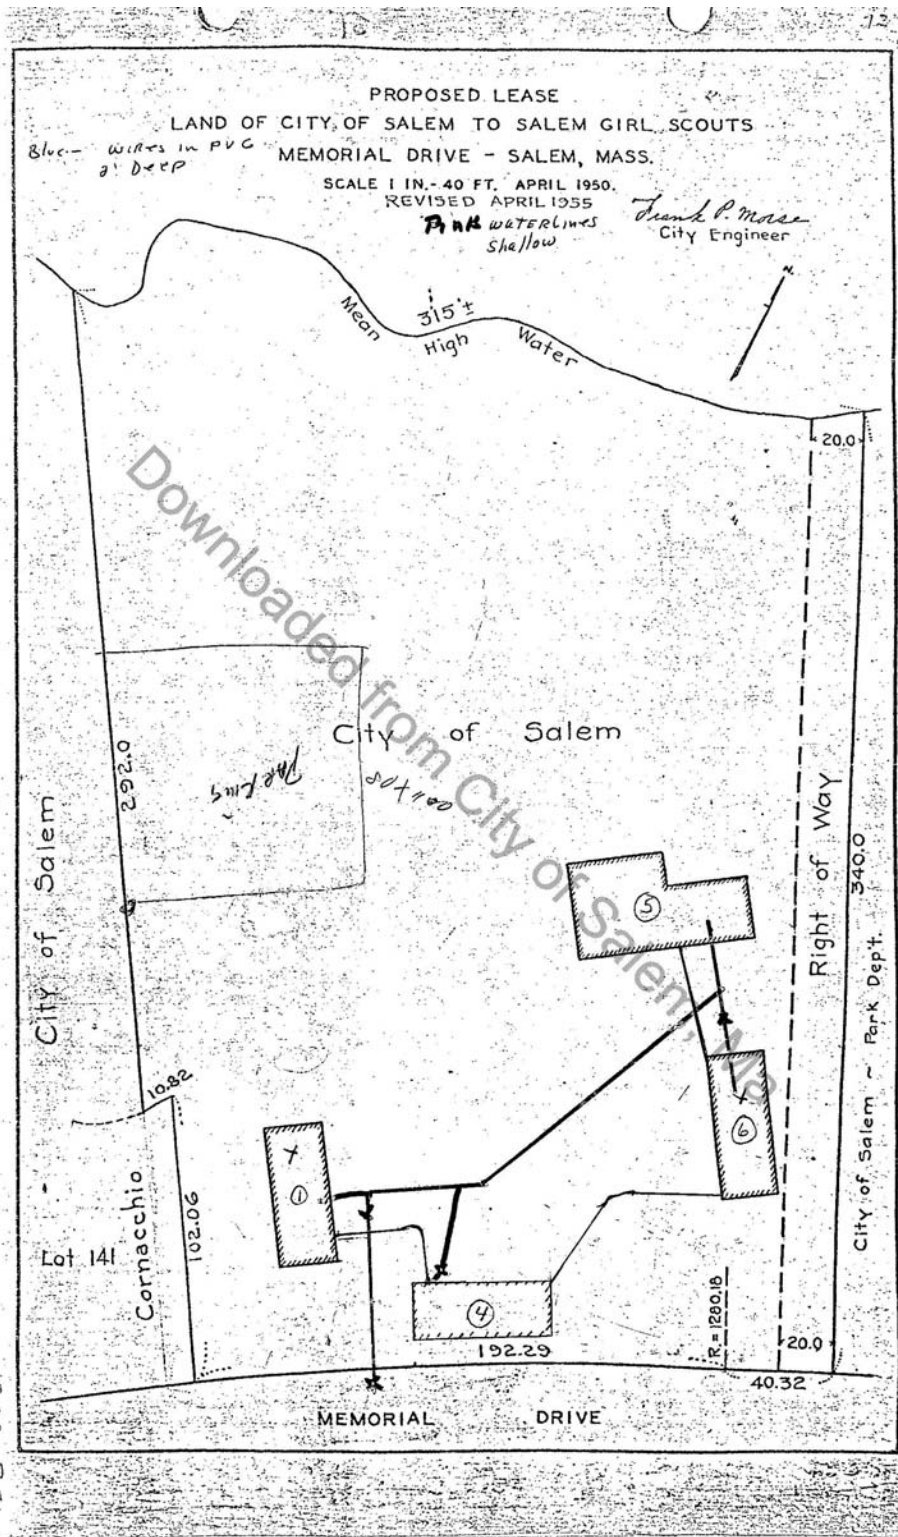 12
PROPOSED LEASE
LAND OF CITY OF SALEM TO SALEM GIRL SCOUTS
Blue - wires in PVC
2' Deep
MEMORIAL DRIVE - SALEM, MASS.
SCALE 1 IN.- 40 FT. APRIL 1950.
REVISED APRIL 1955
Pink waterlines
Shallow
Frank P. Morse
City Engineer
N.
Mean
315'±
High
Water
20.0
Downloaded from City of Salem, Ma
City of Salem
PARKING
292.0
City of Salem
Right of Way
340.0
City of Salem ~ Park Dep't.
5
10.82
6
1
Cornacchio
102.06
Lot 141
4
192.29
R = 1280.18
20.0
40.32
MEMORIAL DRIVE